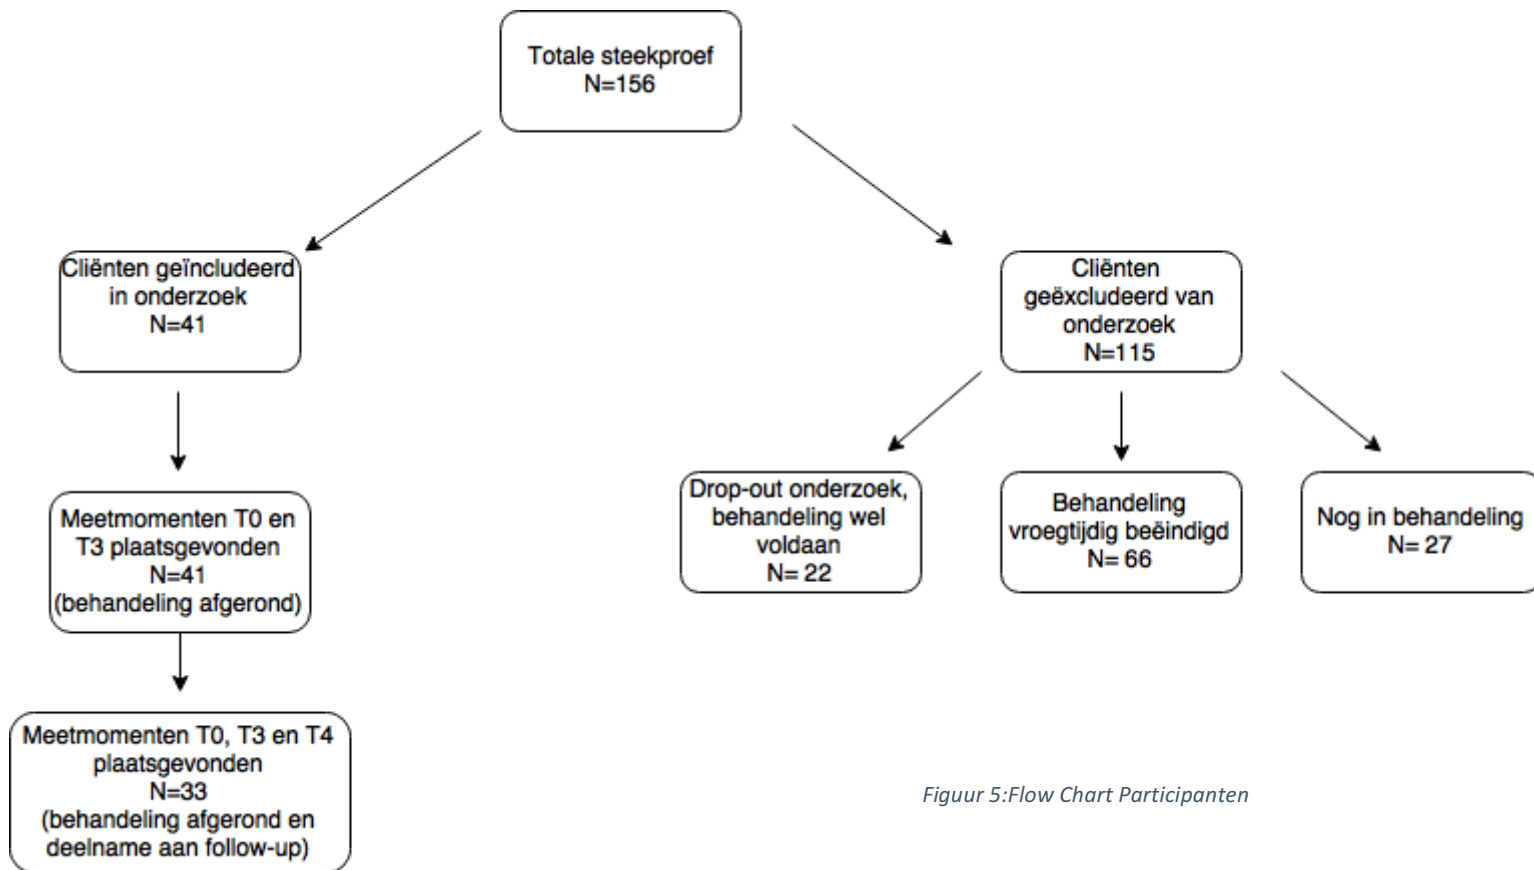 Totale steekproef
N=156
Cliënten geïncludeerd
in onderzoek
N=41
Cliënten
geëxcludeerd van
onderzoek
N=115
Meetmomenten T0 en
T3 plaatsgevonden
N=41
(behandeling afgerond)
Drop-out onderzoek,
behandeling wel
voldaan
N= 22
Behandeling
vroegtijdig beëindigd
N= 66
Nog in behandeling
N= 27
Meetmomenten T0, T3 en T4
plaatsgevonden
N=33
(behandeling afgerond en
deelname aan follow-up)
Figuur 5:Flow Chart Participanten